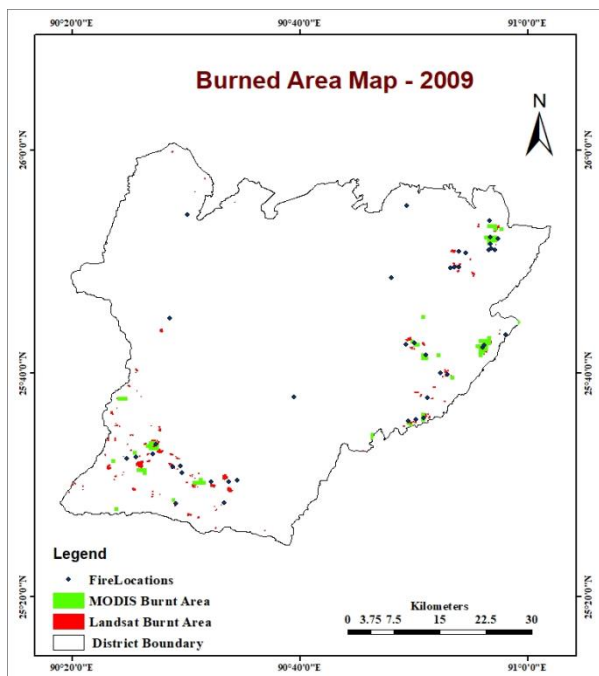 90°20'0"E 90°40'0"E 91°0'0"E
Burned Area Map - 2009
N
26°0'0"N 26°0'0"N
25°40'0"N 25°40'0"N
25°20'0"N 25°20'0"N
Legend
FireLocations
MODIS Burnt Area
Landsat Burnt Area
District Boundary
Kilometers
0 3.75 7.5 15 22.5 30
90°20'0"E 90°40'0"E 91°0'0"E